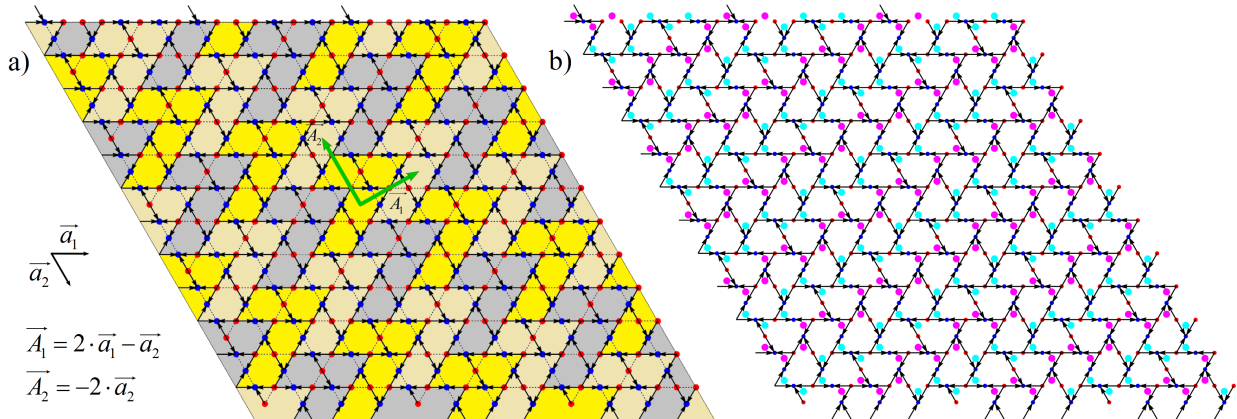 a)
b)
A₂
A₁
a₁
a₂
A₁ = 2 · a₁ − a₂
A₂ = −2 · a₂